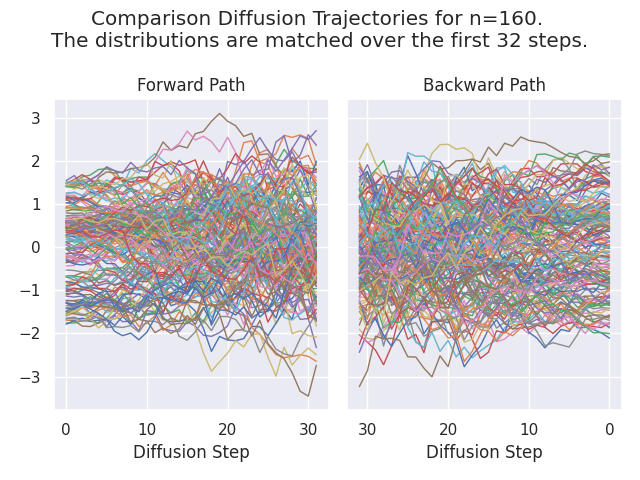 Comparison Diffusion Trajectories for n=160.
The distributions are matched over the first 32 steps.
Forward Path
Backward Path
3
2
1
0
−1
−2
−3
0 10 20 30
30 20 10 0
Diffusion Step
Diffusion Step